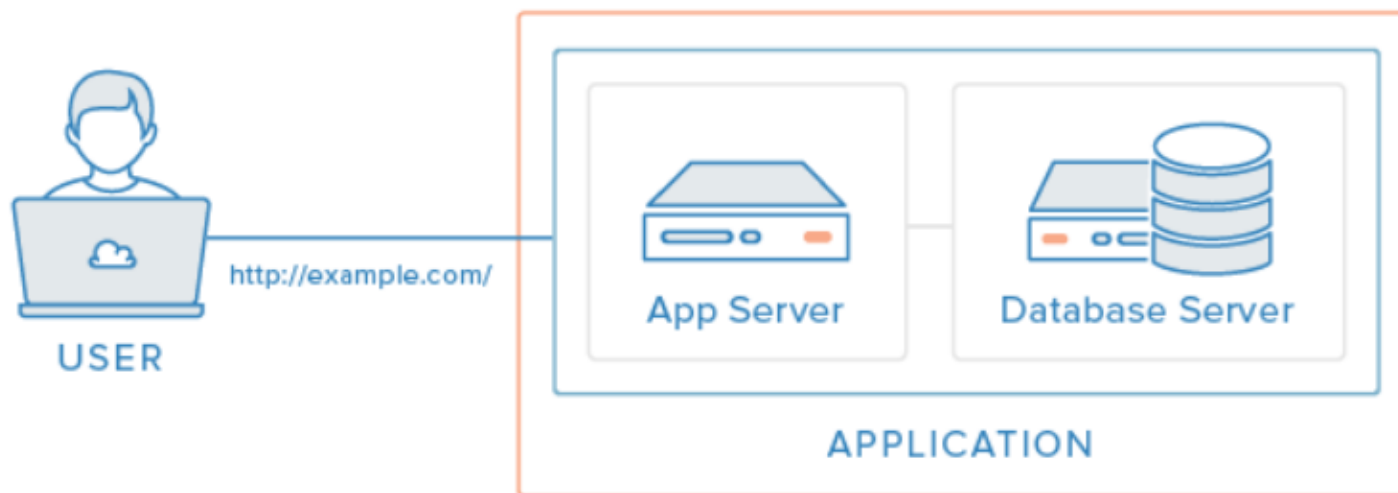 http://example.com/
App Server
Database Server
USER
APPLICATION